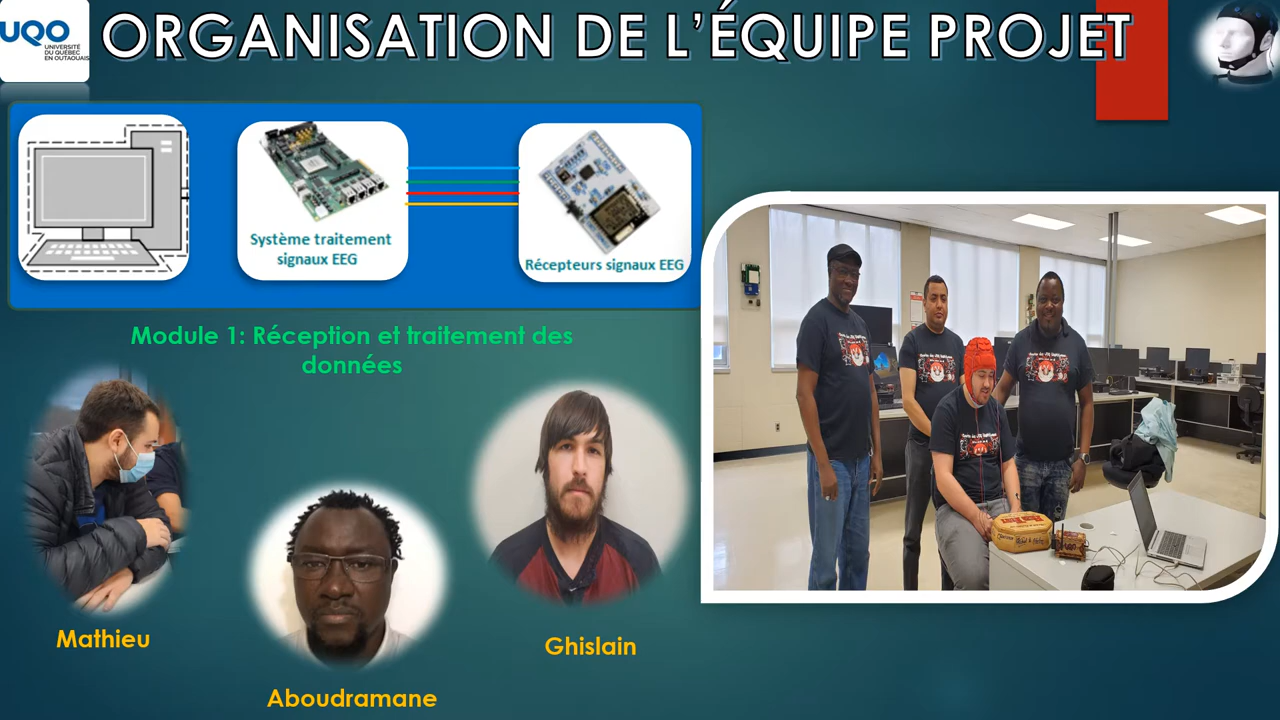 UQO
UNIVERSITÉ
DU QUÉBEC
EN OUTAOUAIS
ORGANISATION DE L’ÉQUIPE PROJET
Système traitement
signaux EEG
Récepteurs signaux EEG
Module 1: Réception et traitement des
données
Mathieu
Aboudramane
Ghislain